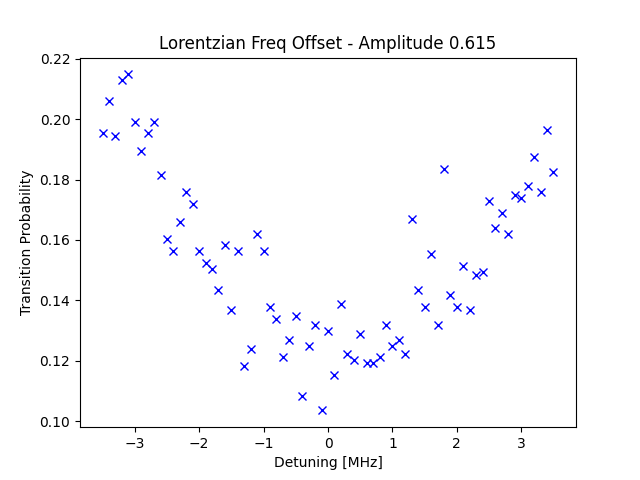 Lorentzian Freq Offset - Amplitude 0.615
0.22
0.20
0.18
0.16
0.14
0.12
0.10
Transition Probability
−3 −2 −1 0 1 2 3
Detuning [MHz]